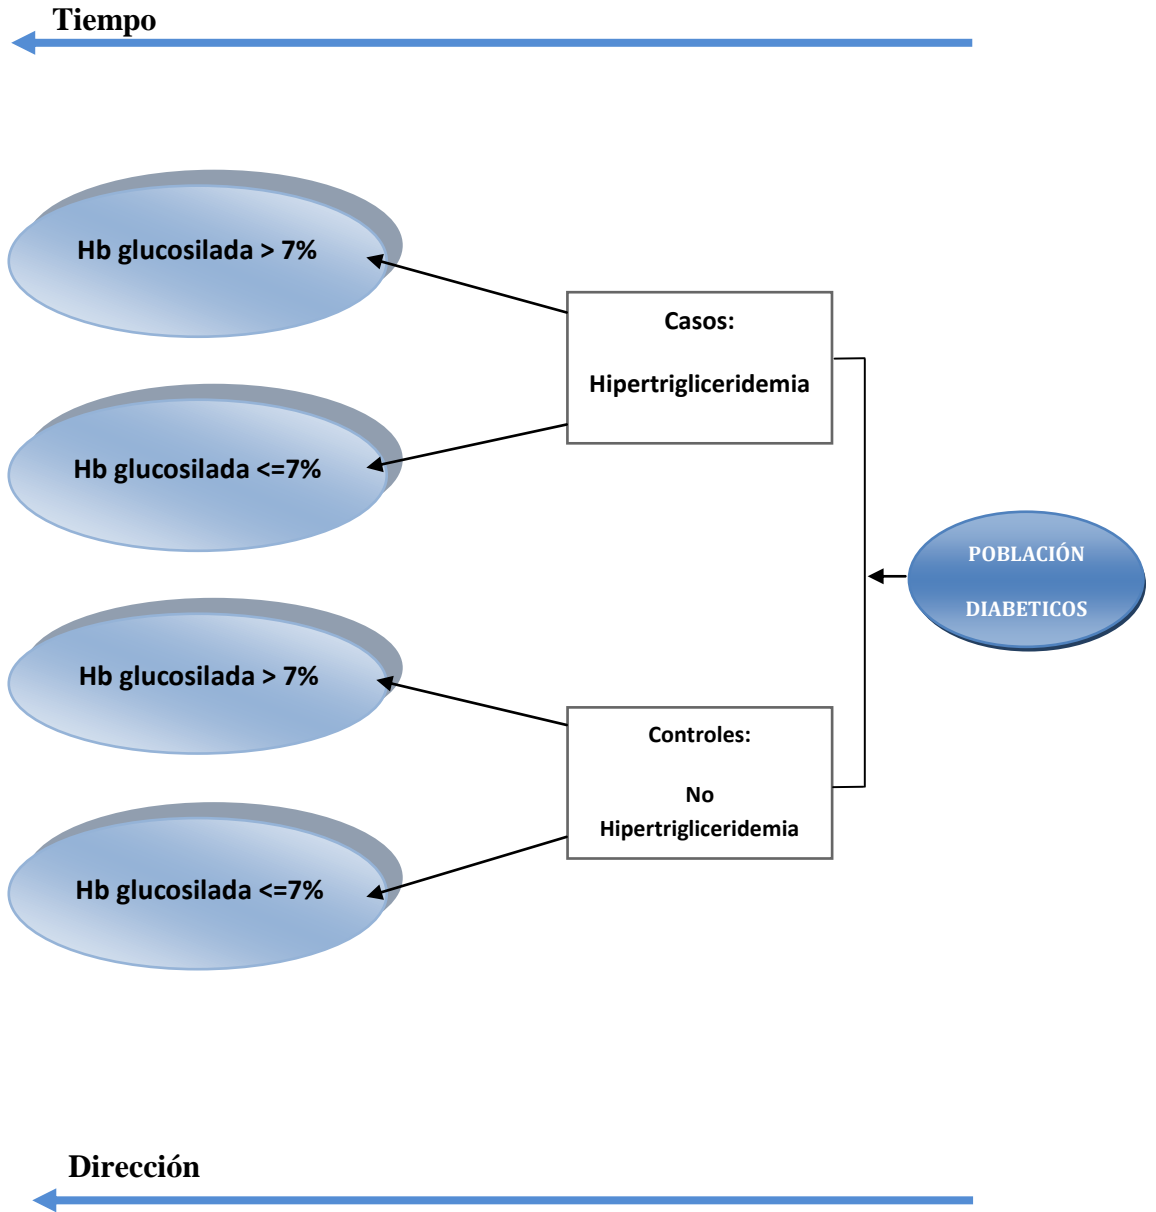 Tiempo
Hb glucosilada > 7%
Casos:
Hipertrigliceridemia
Hb glucosilada <=7%
POBLACIÓN
DIABETICOS
Hb glucosilada > 7%
Controles:
No
Hipertrigliceridemia
Hb glucosilada <=7%
Dirección